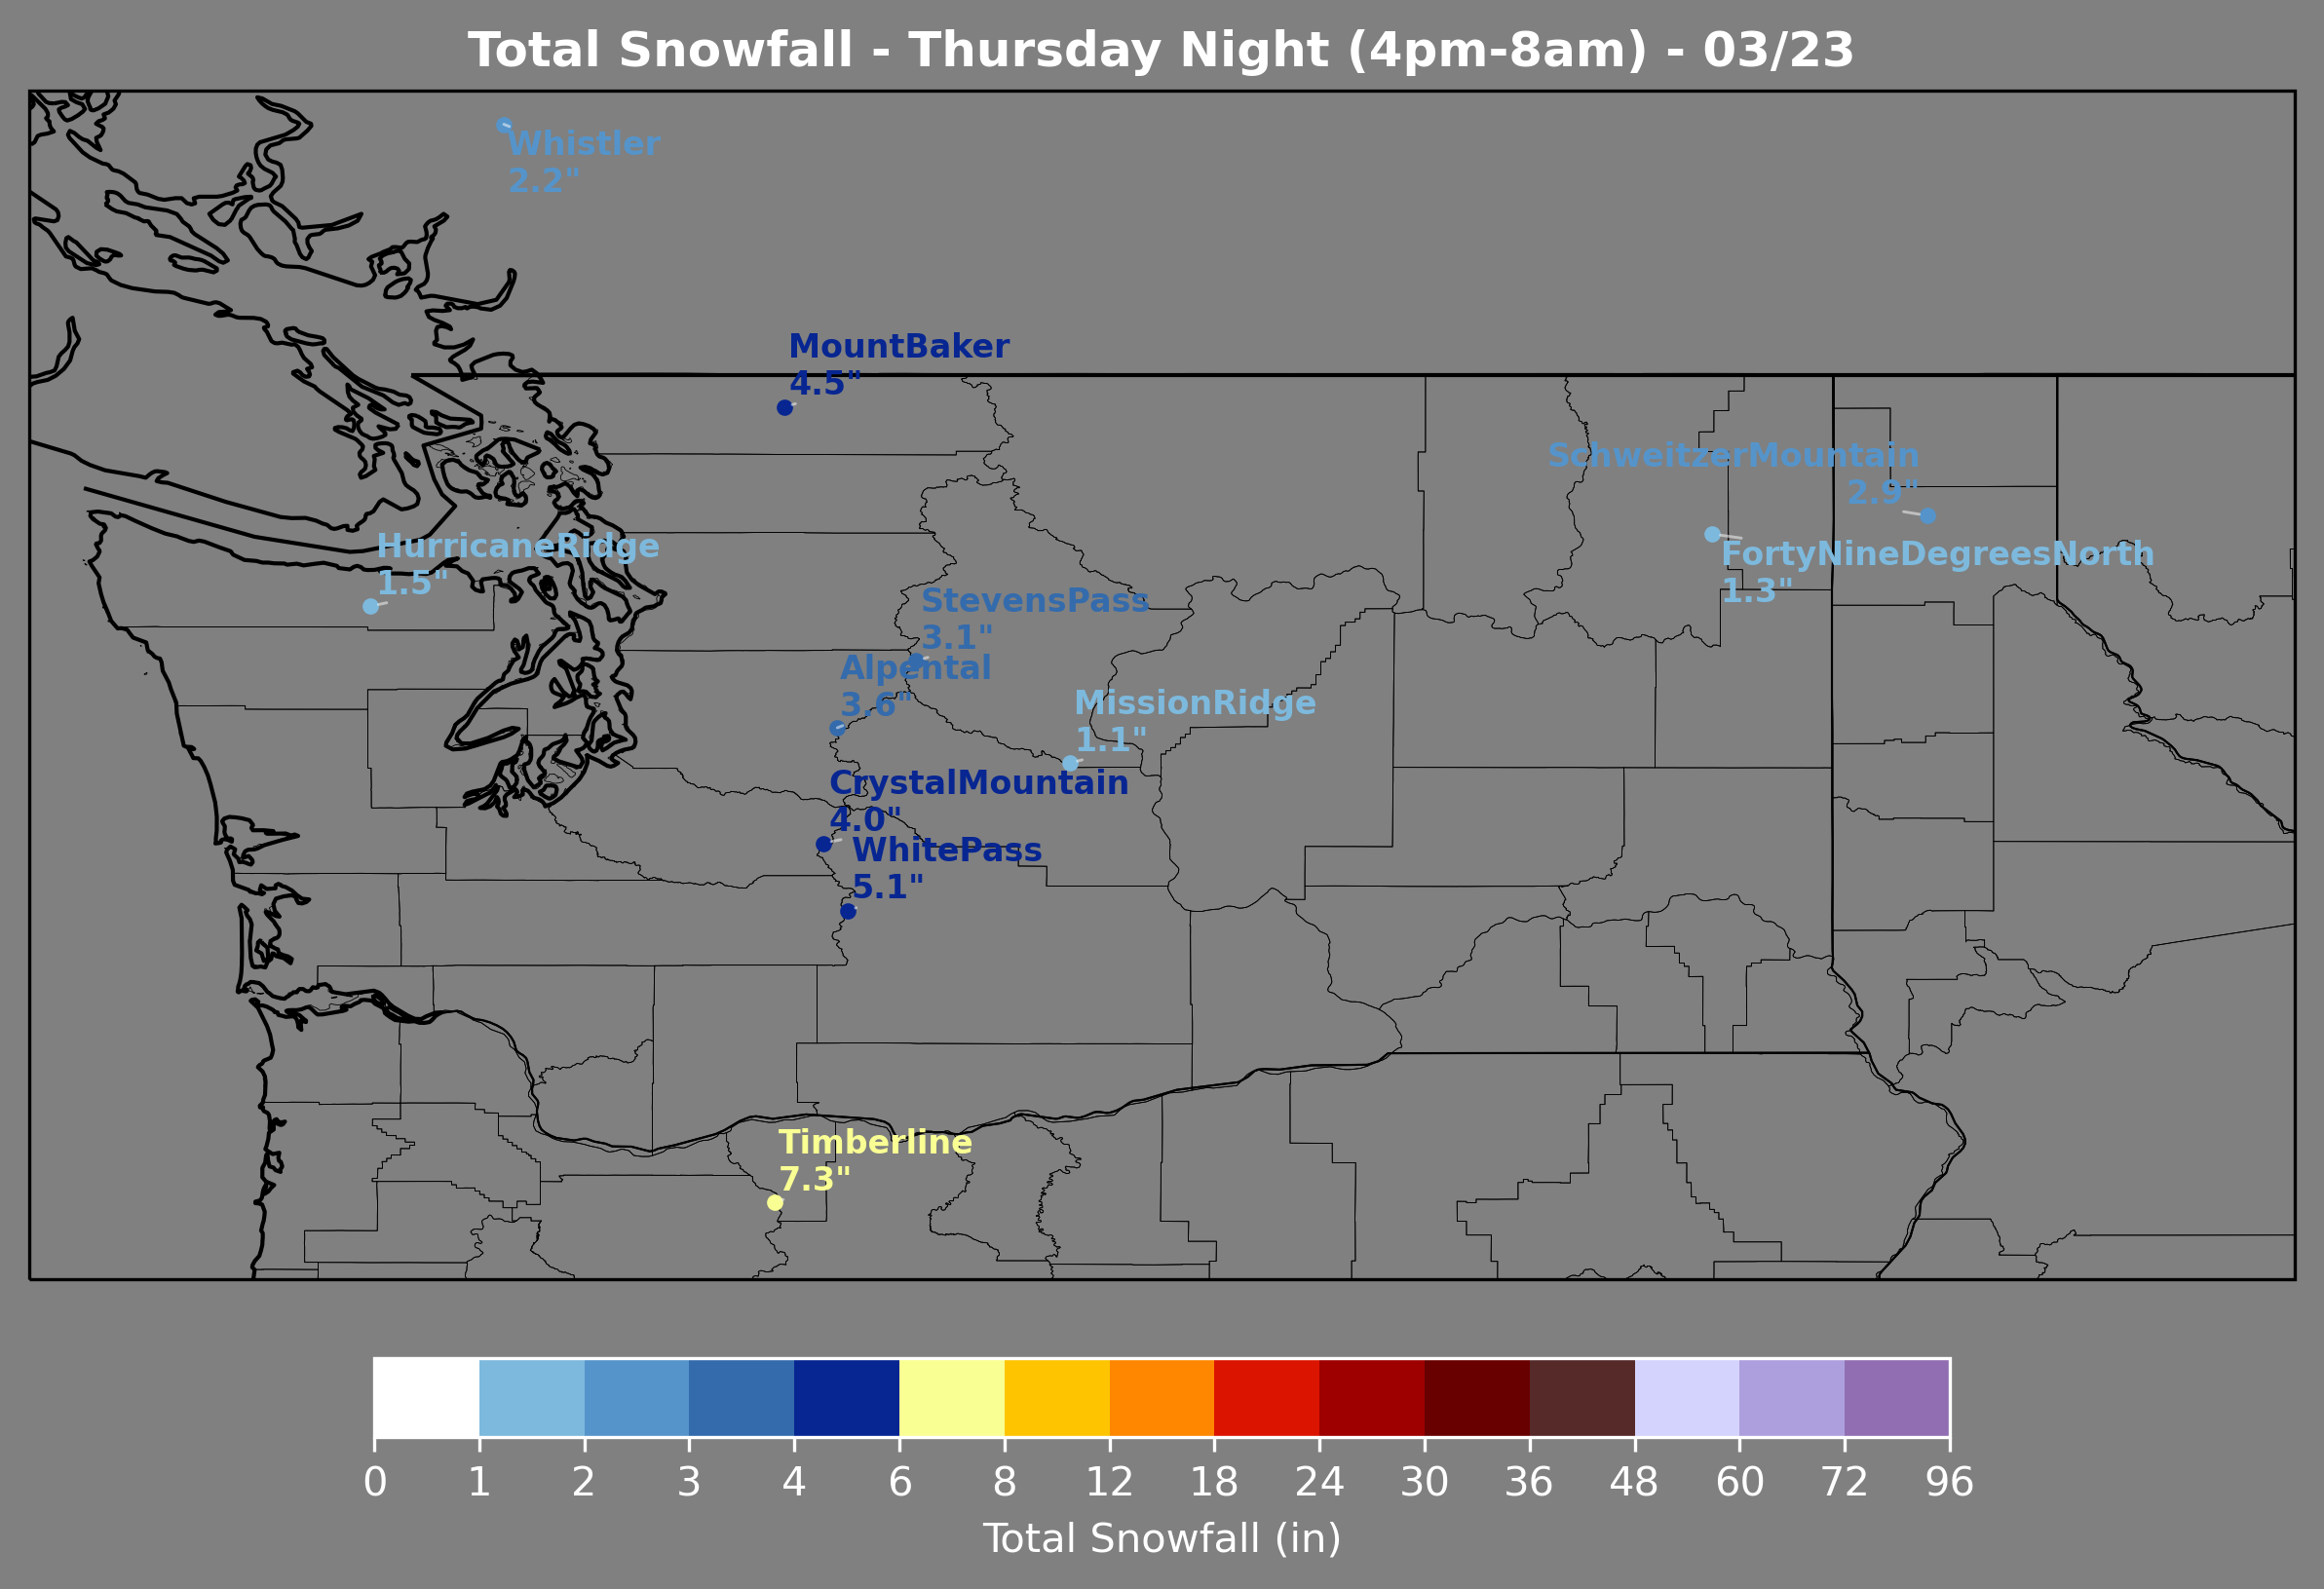 Total Snowfall - Thursday Night (4pm-8am) - 03/23
Whistler
2.2"
MountBaker
4.5"
SchweitzerMountain
2.9"
HurricaneRidge
1.5"
FortyNineDegreesNorth
1.3"
StevensPass
3.1"
Alpental
3.6"
MissionRidge
1.1"
CrystalMountain
4.0"
WhitePass
5.1"
Timberline
7.3"
0 1 2 3 4 6 8 12 18 24 30 36 48 60 72 96
Total Snowfall (in)